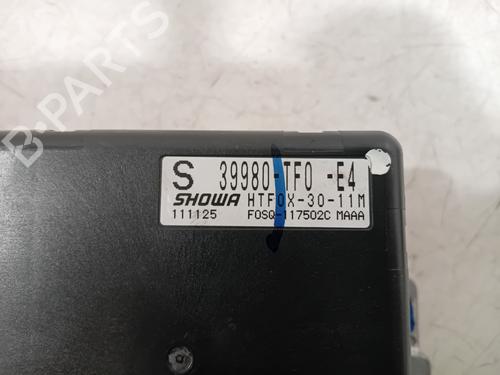 S 39980-TF0 -E4
SHOWA HTF0X-30-11M
111125 F0SQ-117502C MAAA
B-PARTS